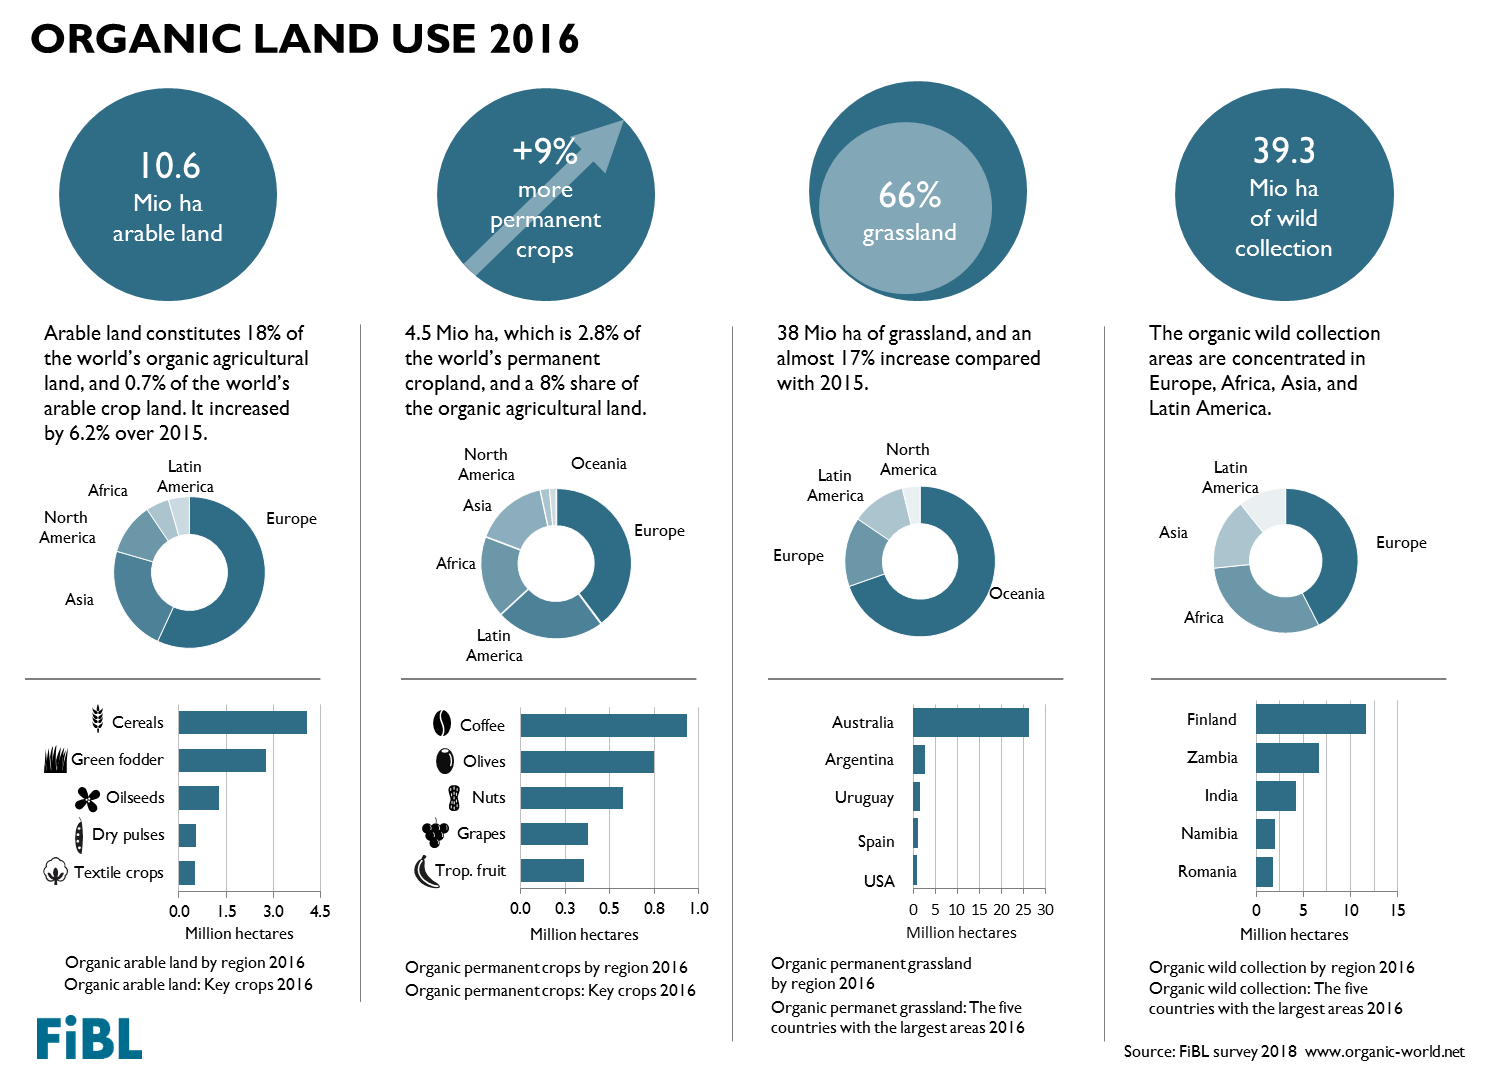 ORGANIC LAND USE 2016
10.6
Mio ha
arable land
Arable land constitutes 18% of
the world's organic agricultural
land, and 0.7% of the world's
arable crop land. It increased
by 6.2% over 2015.
Latin
America
Africa
North
America
Europe
Asia
Cereals
Green fodder
Oilseeds
Dry pulses
Textile crops
0.0 1.5 3.0 4.5
Million hectares
Organic arable land by region 2016
Organic arable land: Key crops 2016
+9%
more
permanent
crops
4.5 Mio ha, which is 2.8% of
the world's permanent
cropland, and a 8% share of
the organic agricultural land.
North
America
Oceania
Asia
Europe
Africa
Latin
America
Coffee
Olives
Nuts
Grapes
Trop. fruit
0.0 0.3 0.5 0.8 1.0
Million hectares
Organic permanent crops by region 2016
Organic permanent crops: Key crops 2016
66%
grassland
38 Mio ha of grassland, and an
almost 17% increase compared
with 2015.
North
America
Latin
America
Europe
Oceania
Australia
Argentina
Uruguay
Spain
USA
0 5 10 15 20 25 30
Million hectares
Organic permanent grassland
by region 2016
Organic permanet grassland: The five
countries with the largest areas 2016
39.3
Mio ha
of wild
collection
The organic wild collection
areas are concentrated in
Europe, Africa, Asia, and
Latin America.
Latin
America
Asia
Europe
Africa
Finland
Zambia
India
Namibia
Romania
0 5 10 15
Million hectares
Organic wild collection by region 2016
Organic wild collection: The five
countries with the largest areas 2016
FiBL
Source: FiBL survey 2018 www.organic-world.net